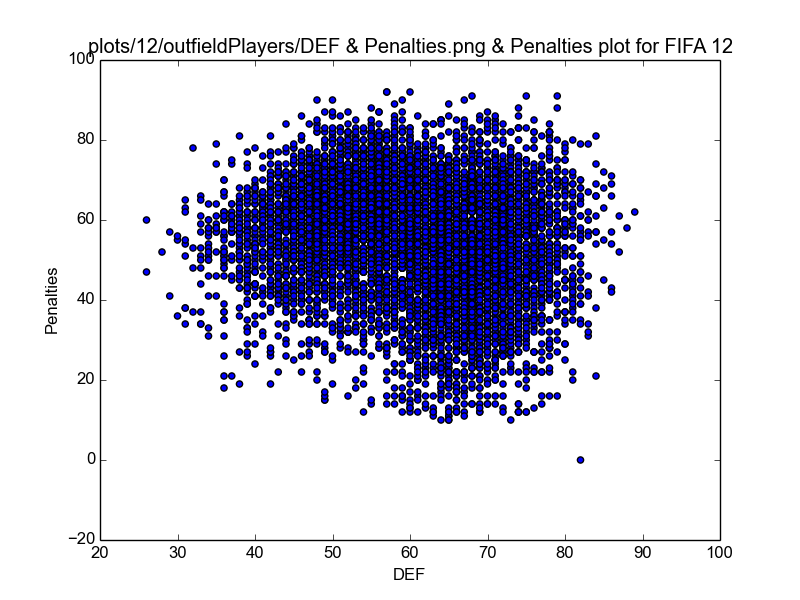 plots/12/outfieldPlayers/DEF & Penalties.png & Penalties plot for FIFA 12
100
80
60
40
20
0
−20
Penalties
20 30 40 50 60 70 80 90 100
DEF